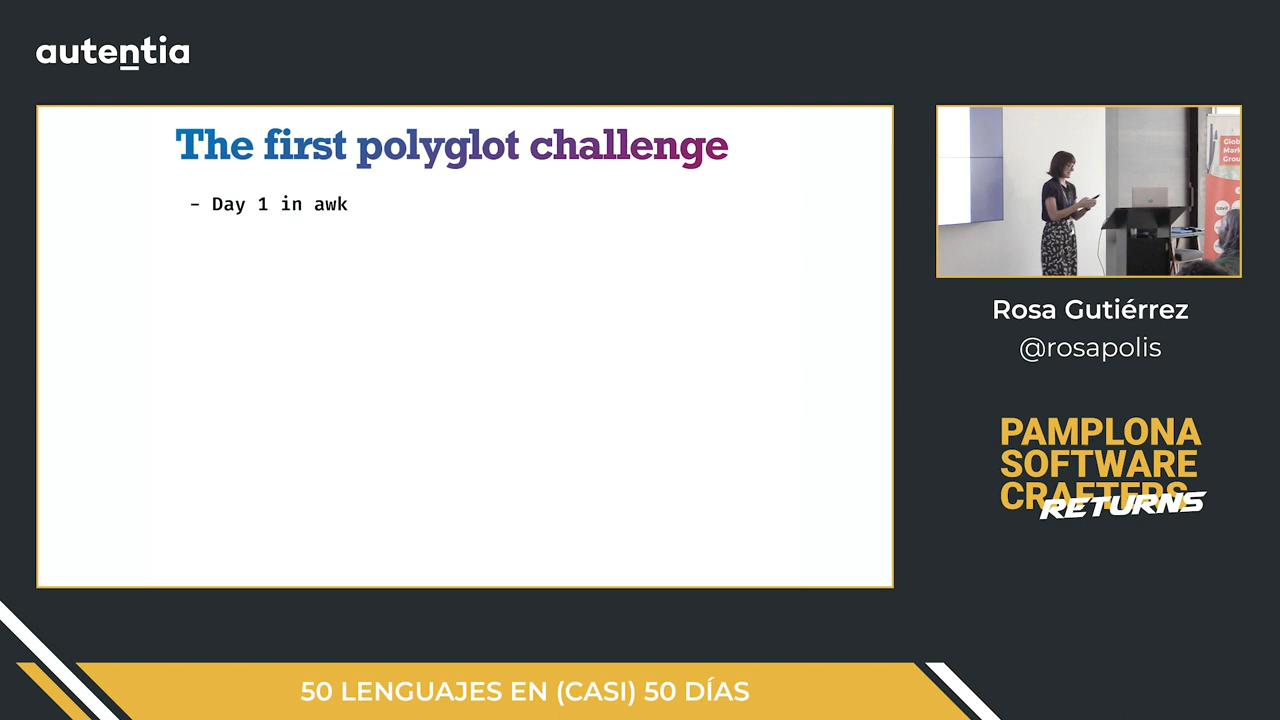 autentia
The first polyglot challenge
- Day 1 in awk
Rosa Gutiérrez
@rosapolis
PAMPLONA
SOFTWARE
CRAFTERS
RETURNS
50 LENGUAJES EN (CASI) 50 DÍAS